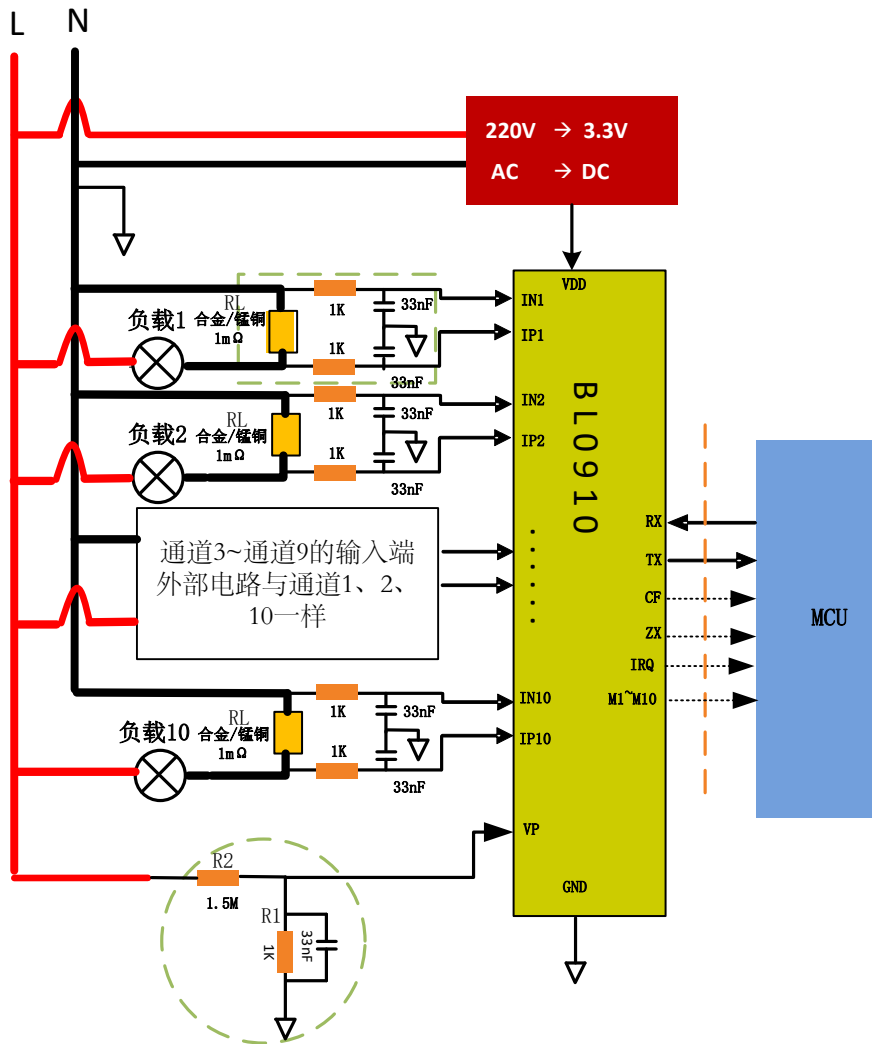 L N
220V → 3.3V
AC → DC
VDD
IN1
33nF
RL
负载1 合金/锰铜
1mΩ
1K
IP1
1K
33nF
IN2
33nF
RL
负载2 合金/锰铜
1mΩ
1K
IP2
1K
33nF
BL0910
通道3~通道9的输入端
外部电路与通道1、2、
10一样
RX
TX
CF
ZX
IRQ
M1~M10
MCU
IN10
33nF
RL
负载10 合金/锰铜
1mΩ
1K
IP10
1K
33nF
VP
R2
1.5M
GND
R1
1K
33nF